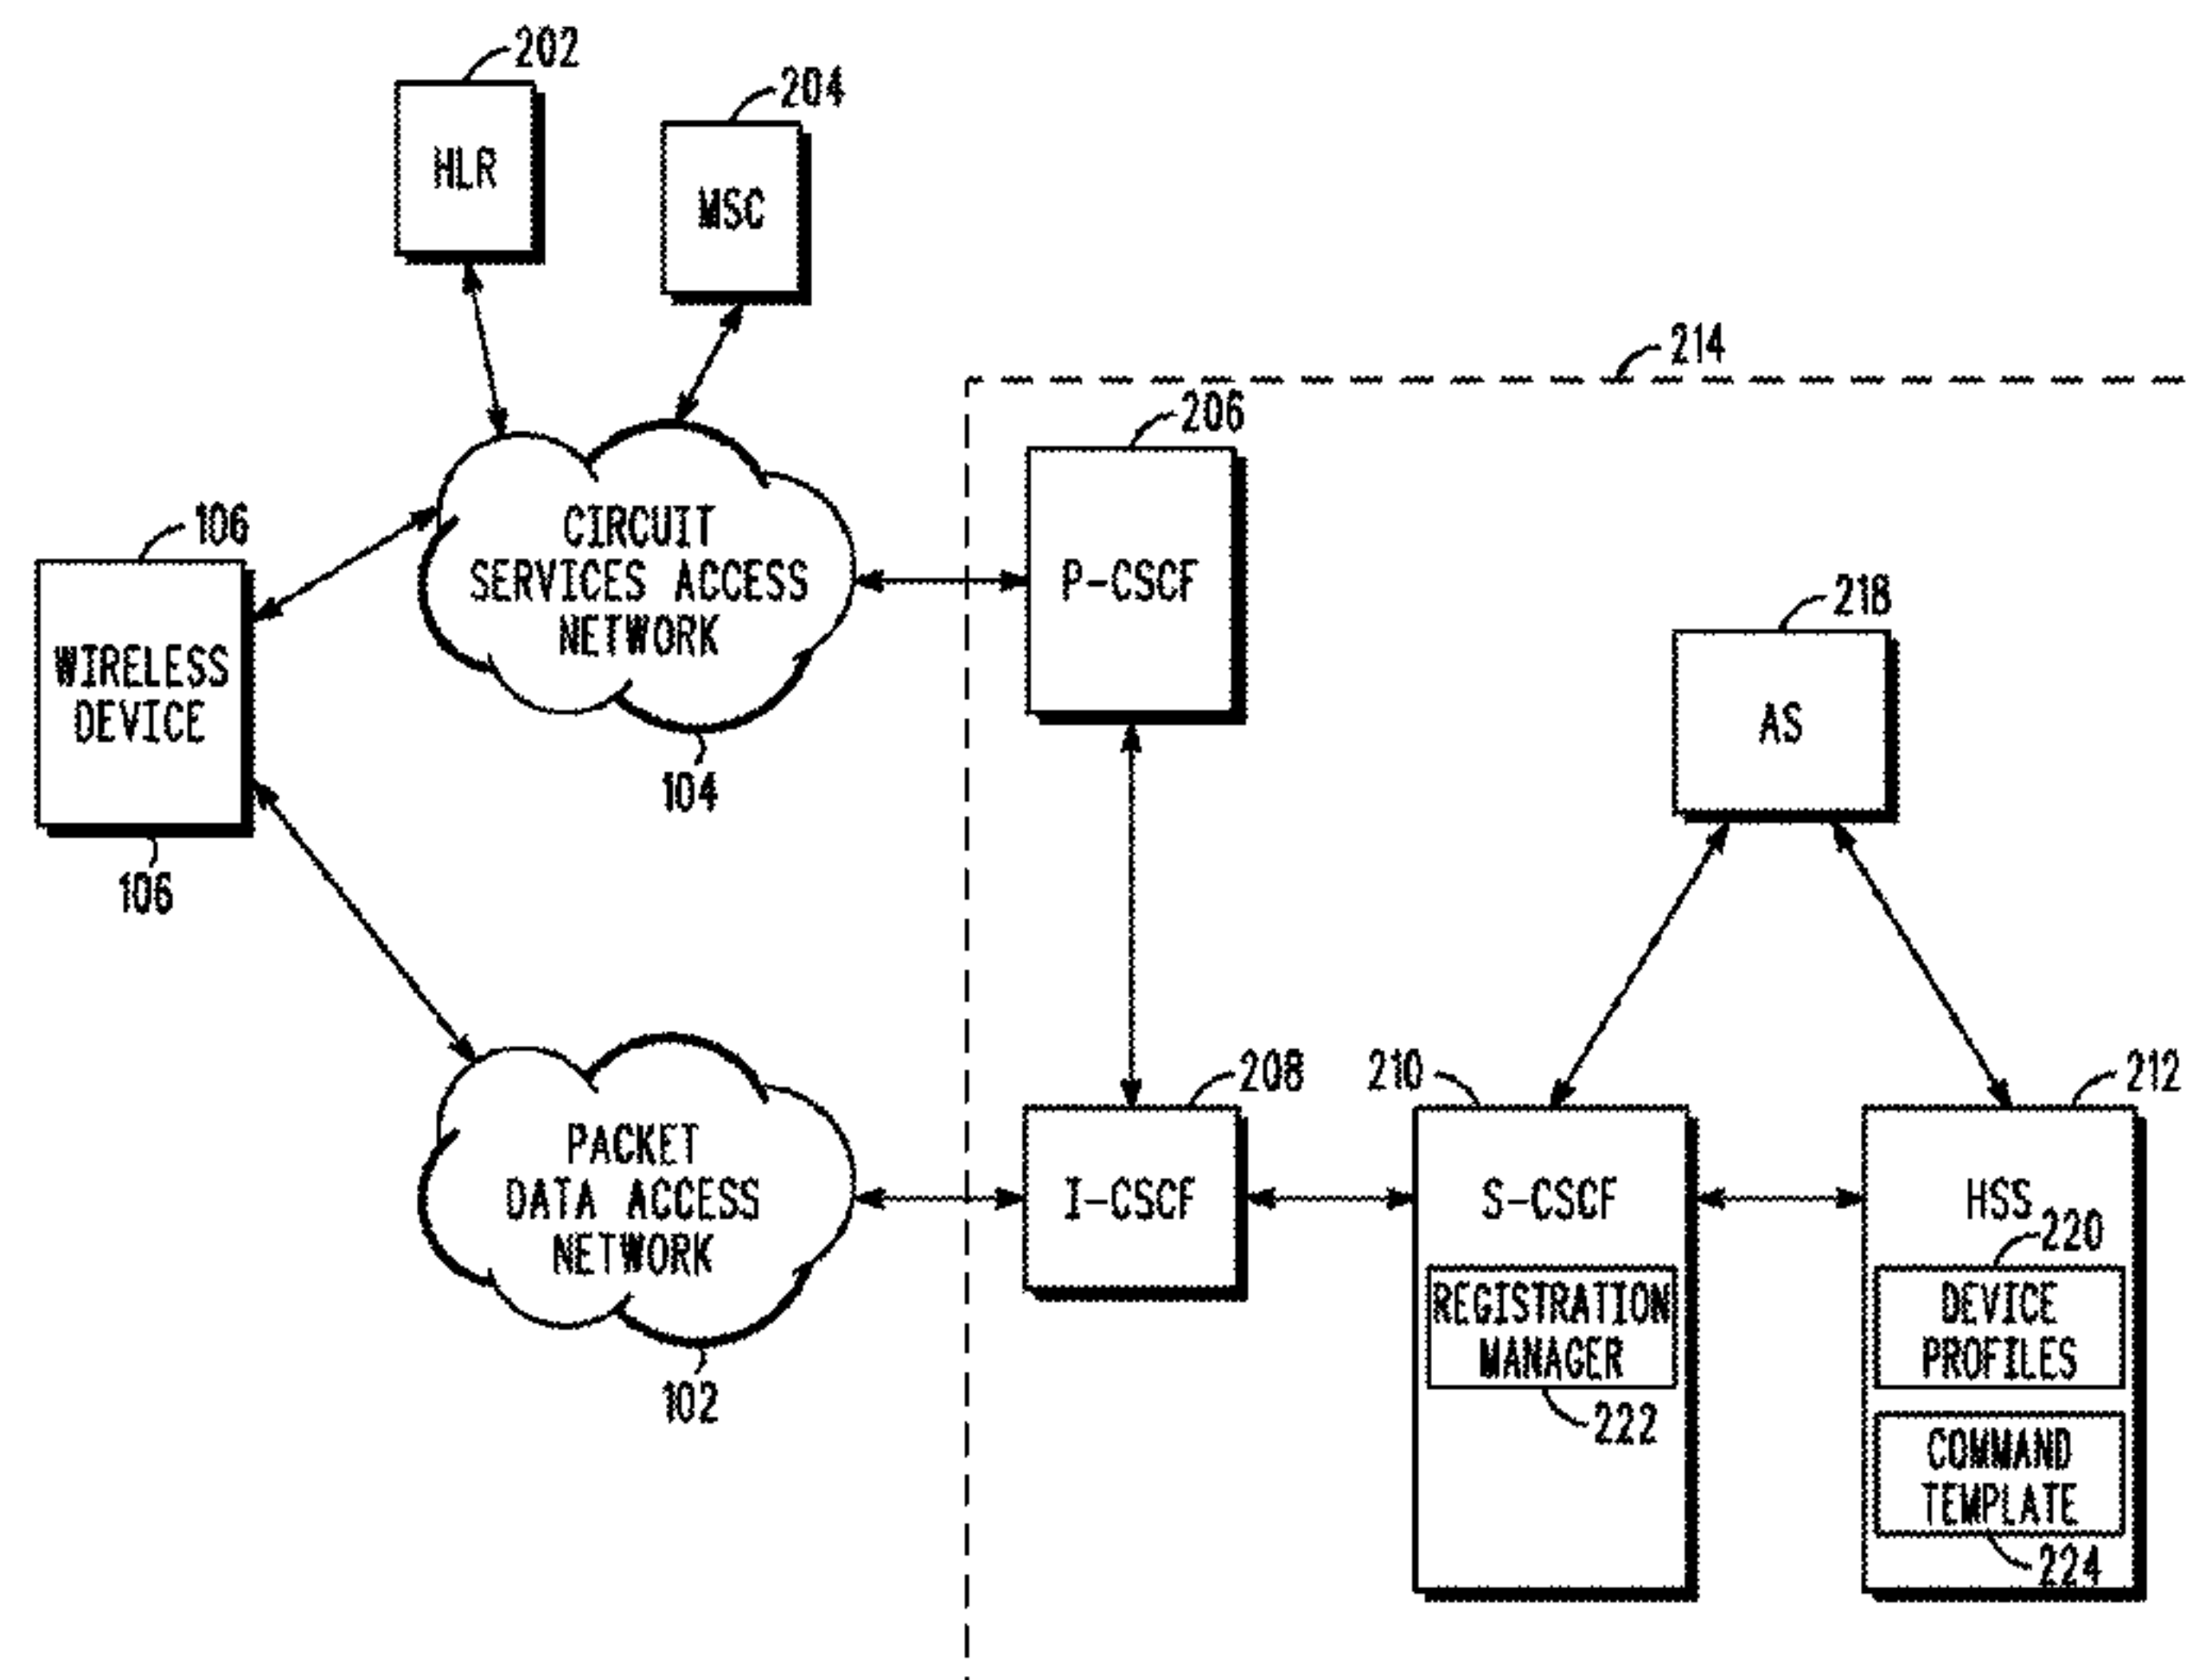 202
204
HLR
MSC
214
206
106
CIRCUIT
SERVICES ACCESS
NETWORK
P-CSCF
218
WIRELESS
DEVICE
AS
104
106
208
210
212
PACKET
DATA ACCESS
NETWORK
I-CSCF
S-CSCF
HSS
220
REGISTRATION
MANAGER
DEVICE
PROFILES
102
222
COMMAND
TEMPLATE
224